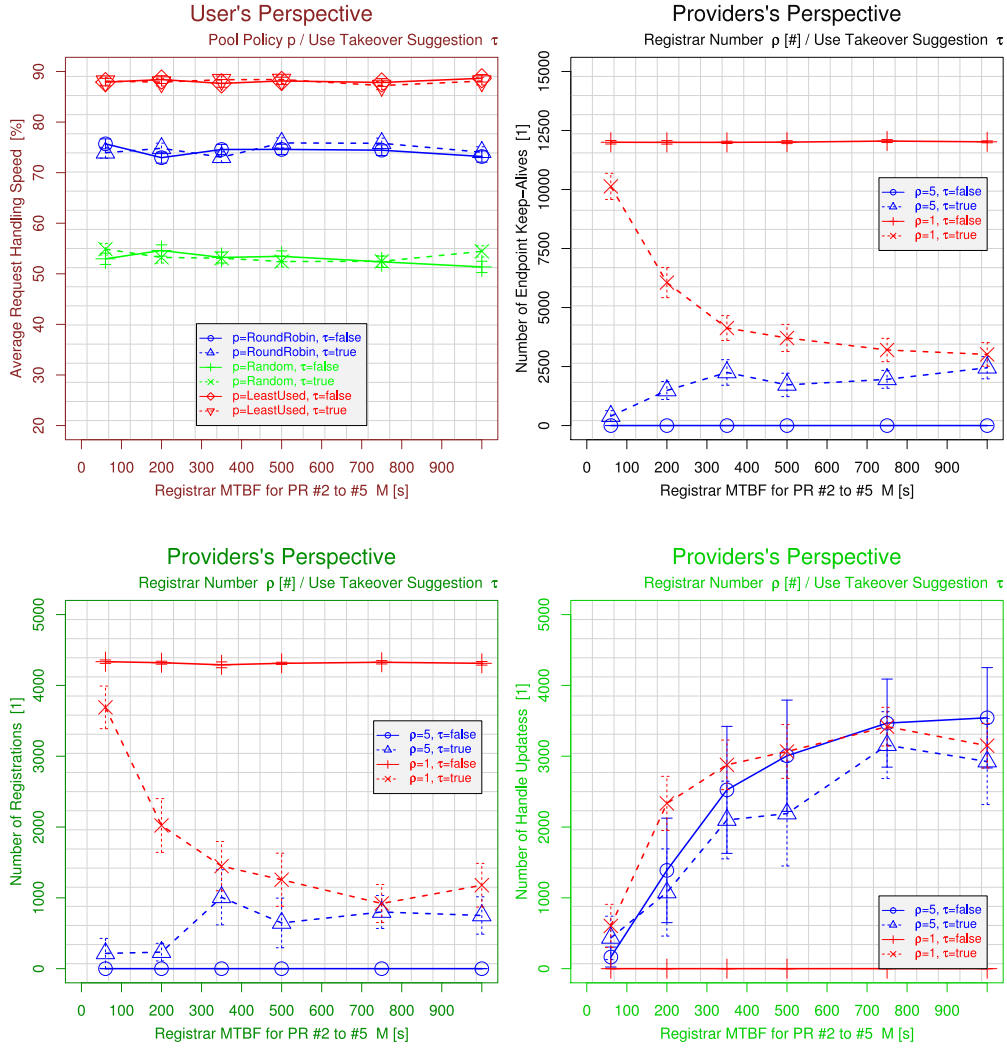 User's Perspective
Pool Policy p / Use Takeover Suggestion τ
Average Request Handling Speed [%]
90
80
70
60
50
40
30
20
p=RoundRobin, τ=false
p=RoundRobin, τ=true
p=Random, τ=false
p=Random, τ=true
p=LeastUsed, τ=false
p=LeastUsed, τ=true
0 100 200 300 400 500 600 700 800 900
Registrar MTBF for PR #2 to #5 M [s]
Providers's Perspective
Registrar Number ρ [#] / Use Takeover Suggestion τ
Number of Endpoint Keep−Alives [1]
15000
12500
10000
7500
5000
2500
0
ρ=5, τ=false
ρ=5, τ=true
ρ=1, τ=false
ρ=1, τ=true
0 100 200 300 400 500 600 700 800 900
Registrar MTBF for PR #2 to #5 M [s]
Providers's Perspective
Registrar Number ρ [#] / Use Takeover Suggestion τ
Number of Registrations [1]
5000
4000
3000
2000
1000
0
ρ=5, τ=false
ρ=5, τ=true
ρ=1, τ=false
ρ=1, τ=true
0 100 200 300 400 500 600 700 800 900
Registrar MTBF for PR #2 to #5 M [s]
Providers's Perspective
Registrar Number ρ [#] / Use Takeover Suggestion τ
Number of Handle Updatess [1]
5000
4000
3000
2000
1000
0
ρ=5, τ=false
ρ=5, τ=true
ρ=1, τ=false
ρ=1, τ=true
0 100 200 300 400 500 600 700 800 900
Registrar MTBF for PR #2 to #5 M [s]